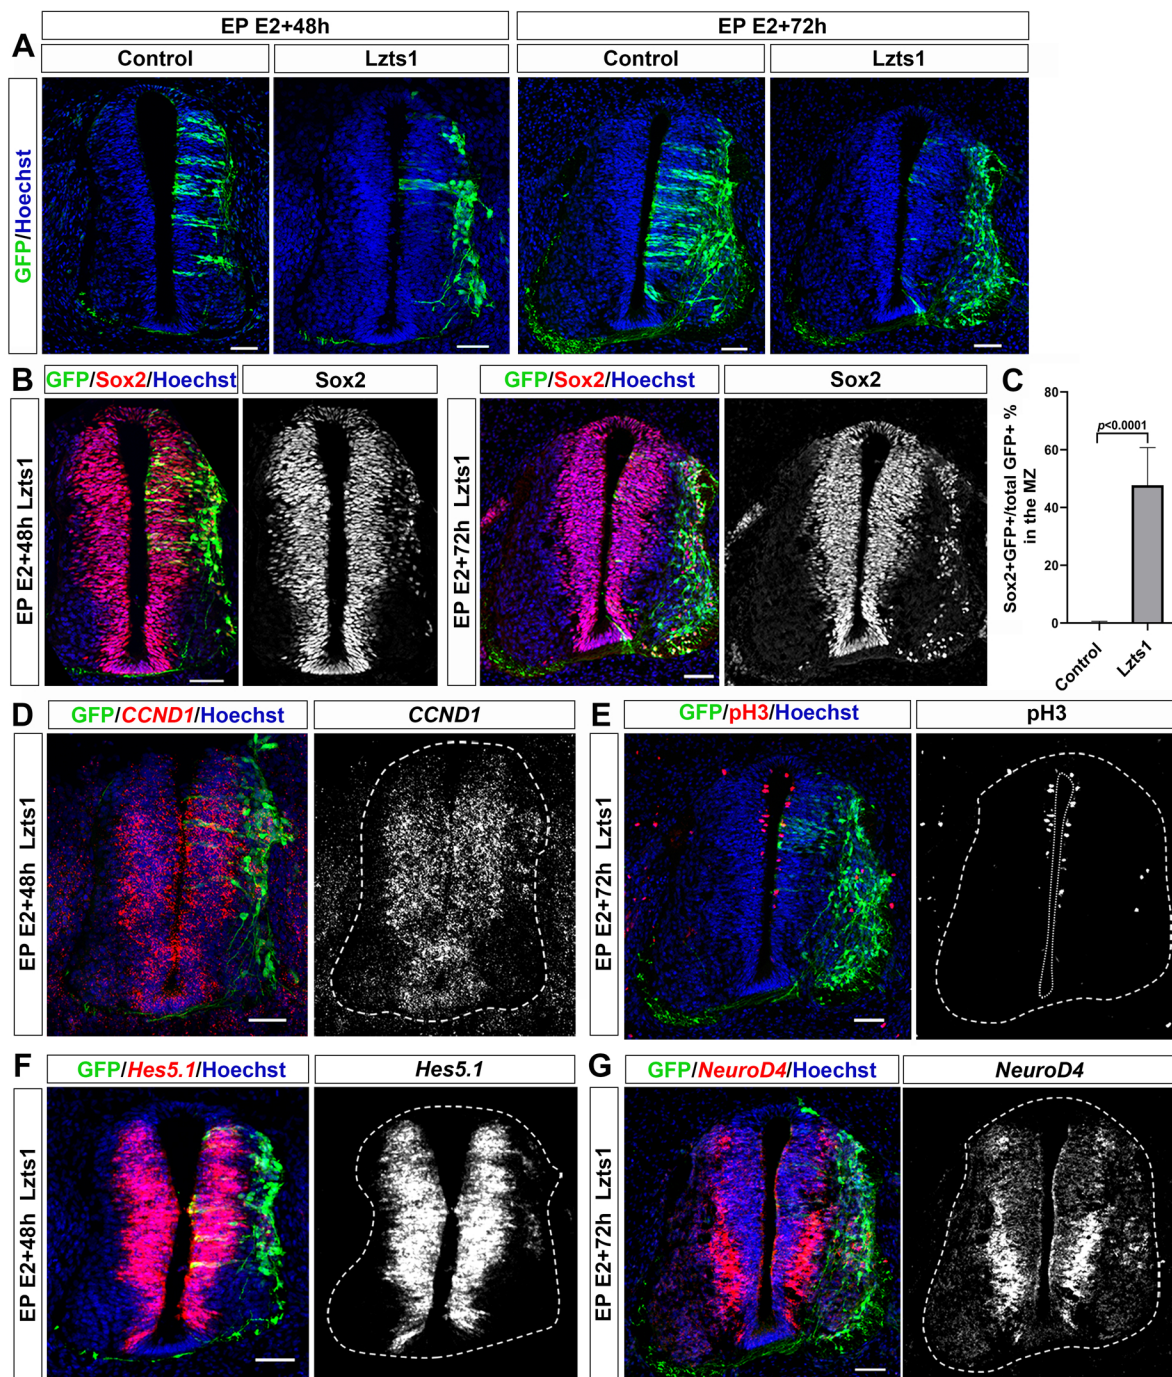 A
EP E2+48h
EP E2+72h
Control
Lzts1
Control
Lzts1
GFP/Hoechst
B
GFP/Sox2/Hoechst
Sox2
GFP/Sox2/Hoechst
Sox2
EP E2+48h Lzts1
EP E2+72h Lzts1
C
Sox2+GFP+/total GFP+ %
in the MZ
80
60
40
20
0
p<0.0001
Control
Lzts1
D
GFP/CCND1/Hoechst
CCND1
EP E2+48h Lzts1
E
GFP/pH3/Hoechst
pH3
EP E2+72h Lzts1
F
GFP/Hes5.1/Hoechst
Hes5.1
EP E2+48h Lzts1
G
GFP/NeuroD4/Hoechst
NeuroD4
EP E2+72h Lzts1